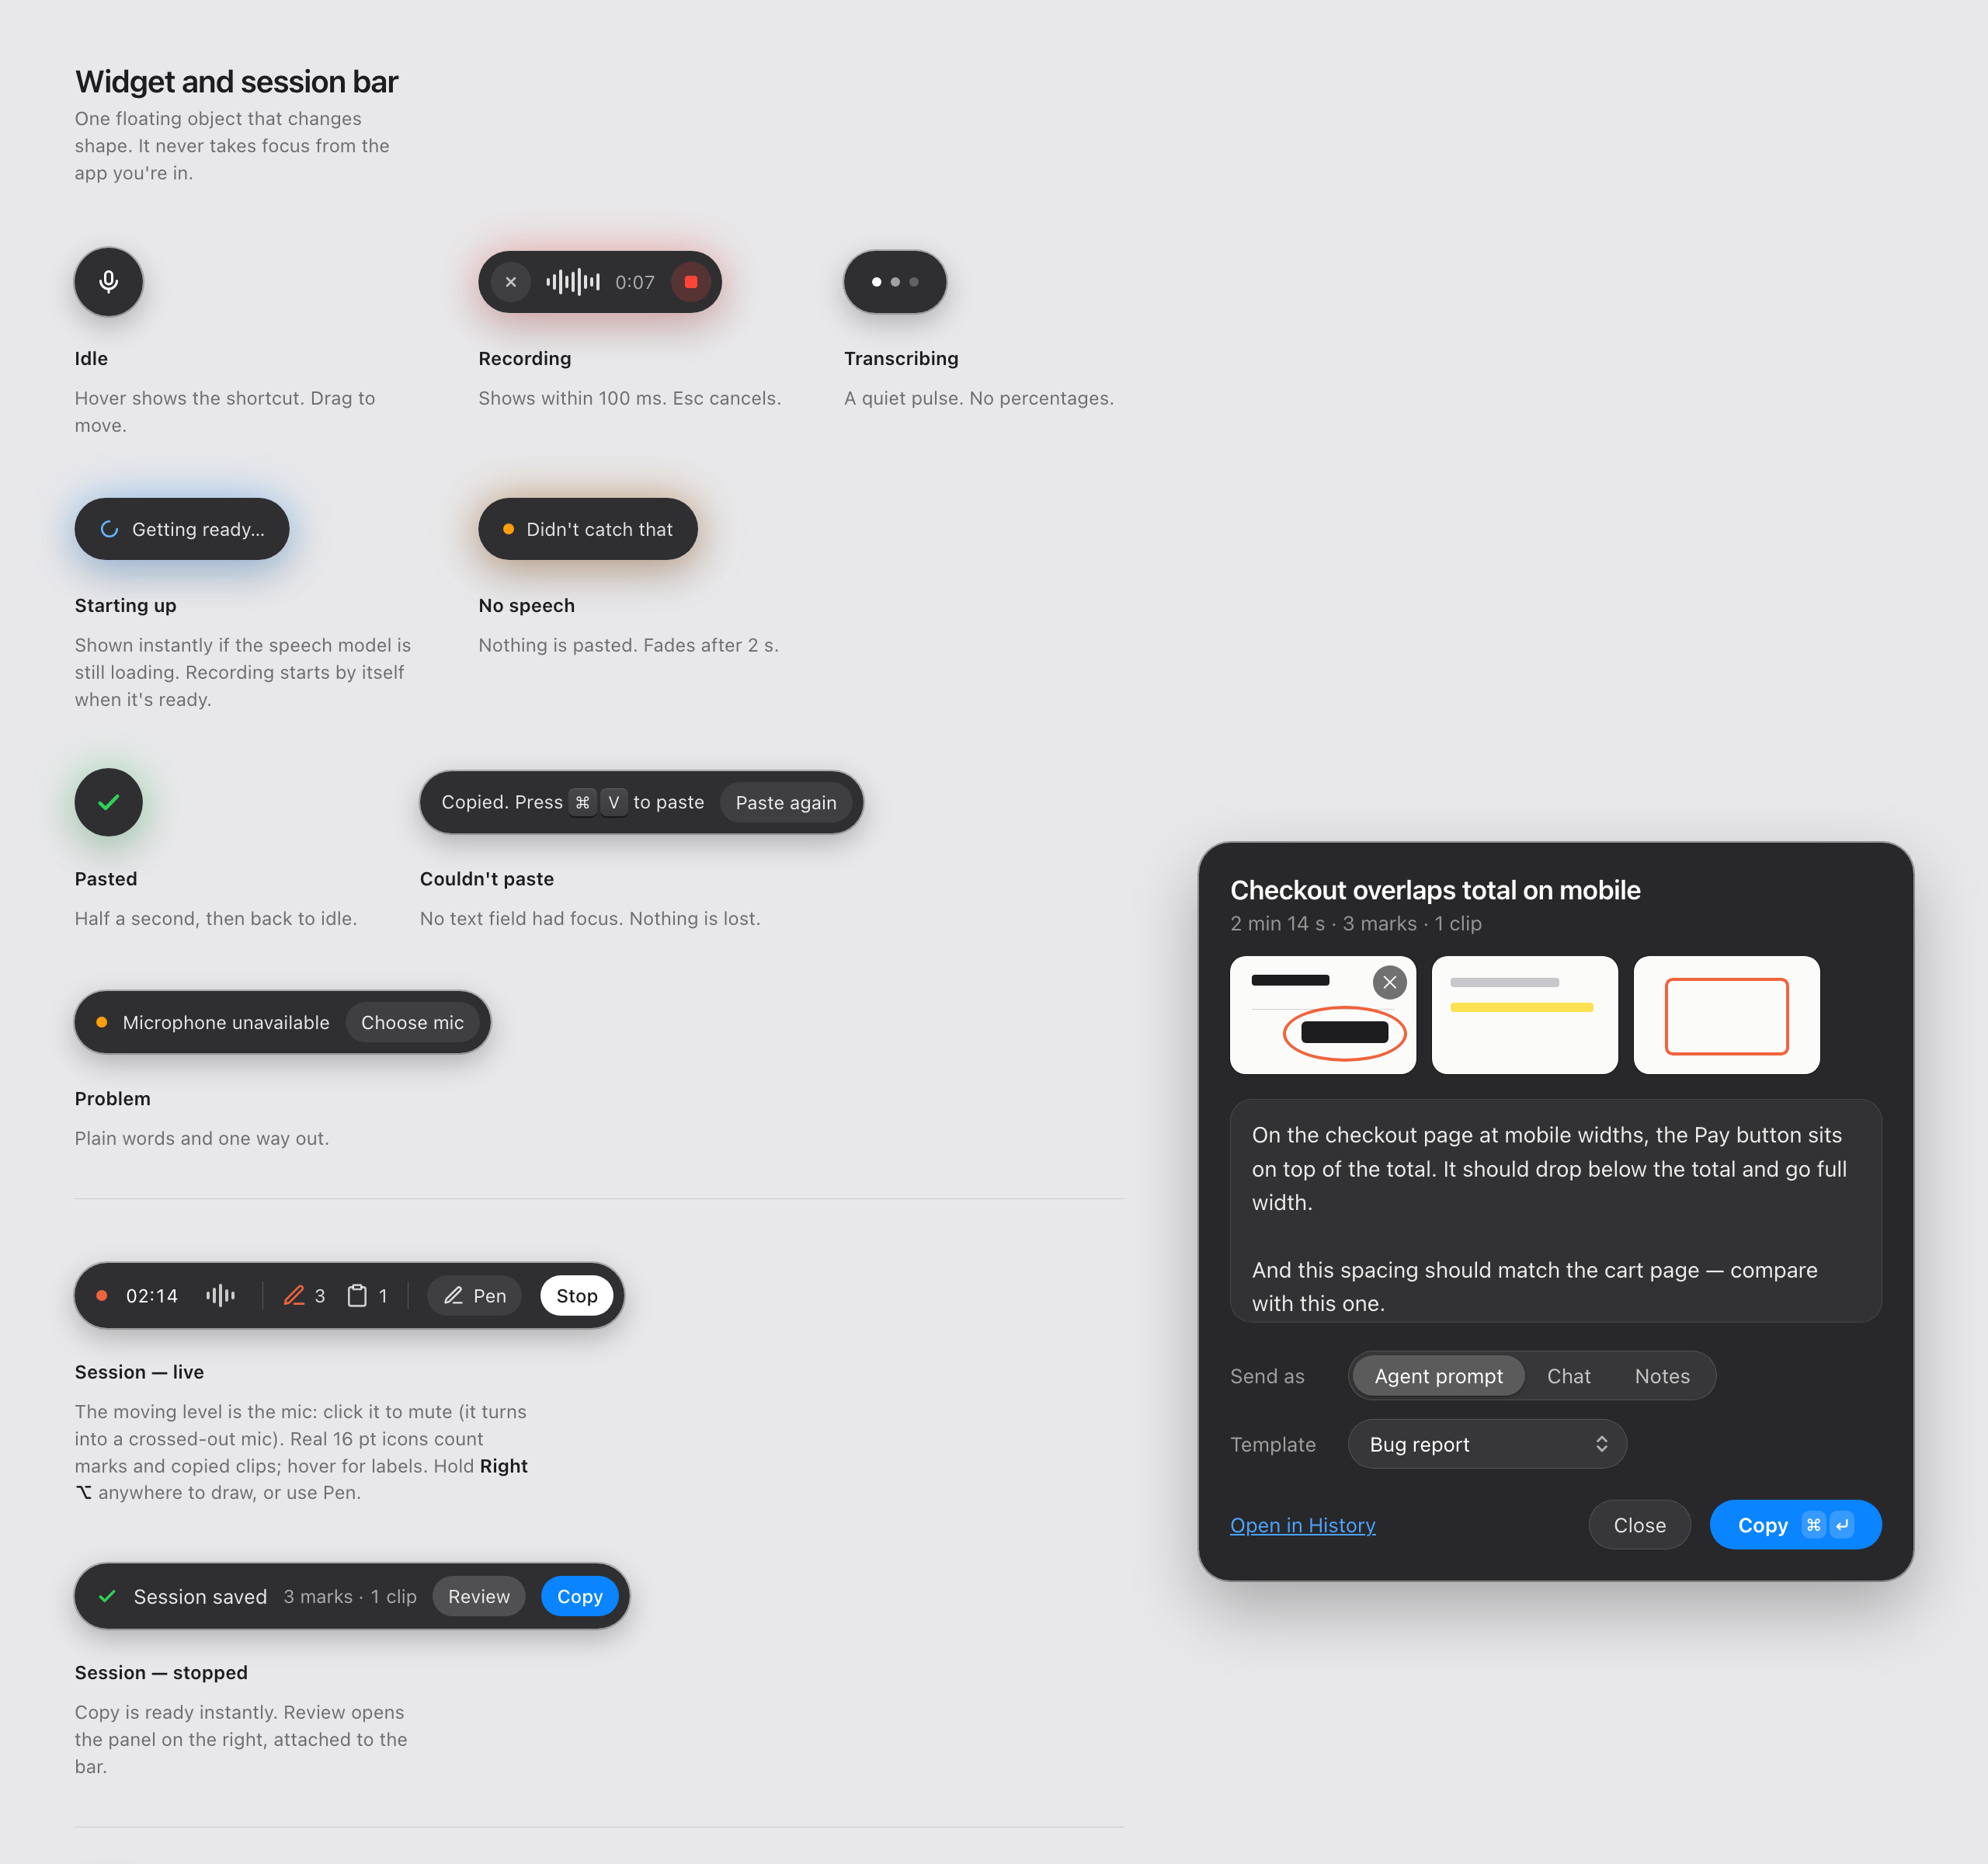 Widget and session bar
One floating object that changes
shape. It never takes focus from the
app you're in.
0:07
Idle
Hover shows the shortcut. Drag to
move.
Recording
Shows within 100 ms. Esc cancels.
Transcribing
A quiet pulse. No percentages.
Getting ready...
Didn't catch that
Starting up
Shown instantly if the speech model is
still loading. Recording starts by itself
when it's ready.
No speech
Nothing is pasted. Fades after 2 s.
Copied. Press ⌘ V to paste Paste again
Pasted
Half a second, then back to idle.
Couldn't paste
No text field had focus. Nothing is lost.
Microphone unavailable Choose mic
Problem
Plain words and one way out.
02:14 3 1 Pen Stop
Session — live
The moving level is the mic: click it to mute (it turns
into a crossed-out mic). Real 16 pt icons count
marks and copied clips; hover for labels. Hold Right
⌥ anywhere to draw, or use Pen.
Session saved 3 marks · 1 clip Review Copy
Session — stopped
Copy is ready instantly. Review opens
the panel on the right, attached to the
bar.
Checkout overlaps total on mobile
2 min 14 s · 3 marks · 1 clip
On the checkout page at mobile widths, the Pay button sits
on top of the total. It should drop below the total and go full
width.
And this spacing should match the cart page — compare
with this one.
Send as Agent prompt Chat Notes
Template Bug report
Open in History Close Copy ⌘ ↵